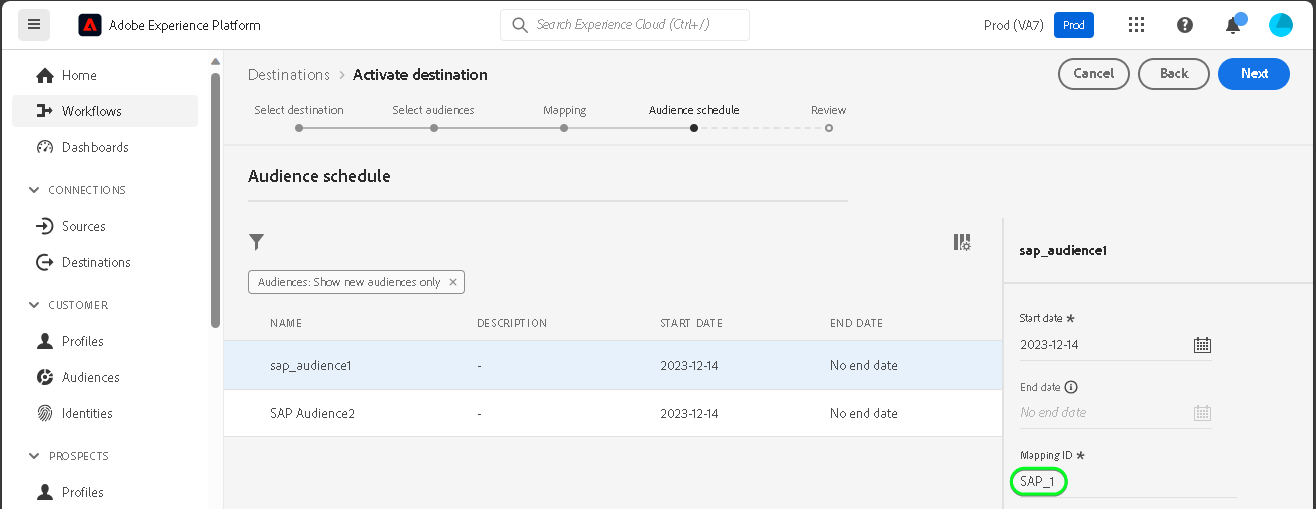 Adobe Experience Platform
Search Experience Cloud (Ctrl+/)
Prod (VA7)
Prod
Home
Workflows
Dashboards
CONNECTIONS
Sources
Destinations
CUSTOMER
Profiles
Audiences
Identities
PROSPECTS
Profiles
Destinations > Activate destination
Cancel
Back
Next
Select destination
Select audiences
Mapping
Audience schedule
Review
Audience schedule
Audiences: Show new audiences only ×
NAME DESCRIPTION START DATE END DATE
sap_audience1 - 2023-12-14 No end date
SAP Audience2 - 2023-12-14 No end date
sap_audience1
Start date *
2023-12-14
End date
No end date
Mapping ID *
SAP_1